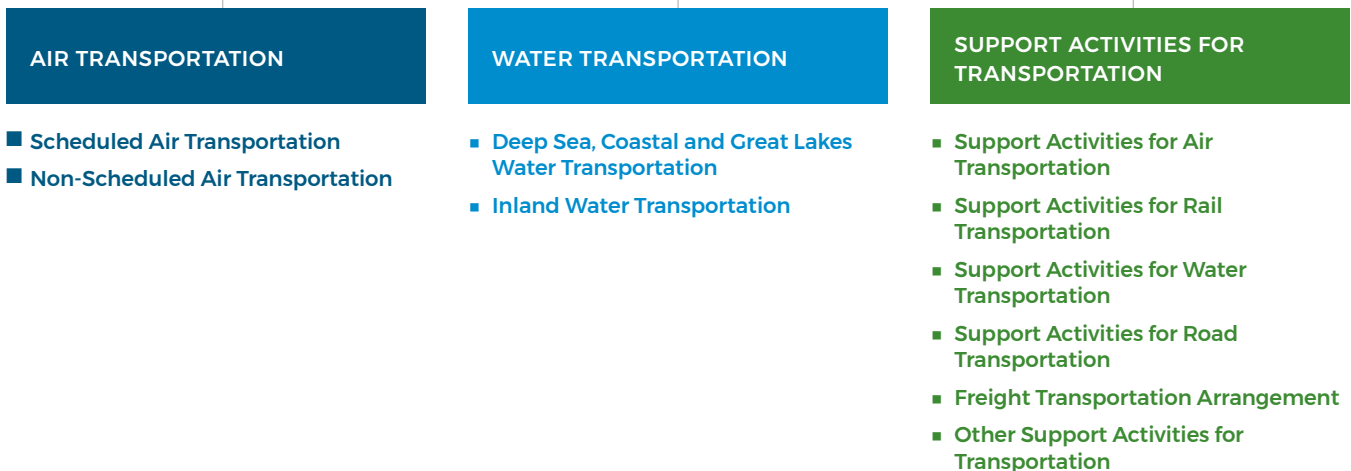 AIR TRANSPORTATION
Scheduled Air Transportation
Non-Scheduled Air Transportation
WATER TRANSPORTATION
Deep Sea, Coastal and Great Lakes
Water Transportation
Inland Water Transportation
SUPPORT ACTIVITIES FOR
TRANSPORTATION
Support Activities for Air
Transportation
Support Activities for Rail
Transportation
Support Activities for Water
Transportation
Support Activities for Road
Transportation
Freight Transportation Arrangement
Other Support Activities for
Transportation